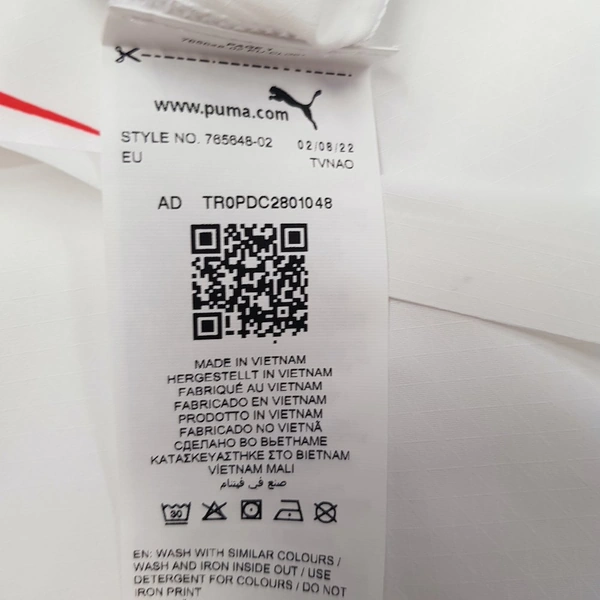 www.puma.com
STYLE NO. 765648-02 02/08/22
EU TVNAO
AD TR0PDC2801048
MADE IN VIETNAM
HERGESTELLT IN VIETNAM
FABRIQUÉ AU VIETNAM
FABRICADO EN VIETNAM
PRODOTTO IN VIETNAM
FABRICADO NO VIETNÃ
СДЕЛАНО ВО ВЬЕТНАМЕ
ΚΑΤΑΣΚΕΥΑΣΤΗΚΕ ΣΤΟ ΒΙΕΤΝΑΜ
VİETNAM MALI
صنع في فيتنام
30
EN: WASH WITH SIMILAR COLOURS /
WASH AND IRON INSIDE OUT / USE
DETERGENT FOR COLOURS / DO NOT
IRON PRINT